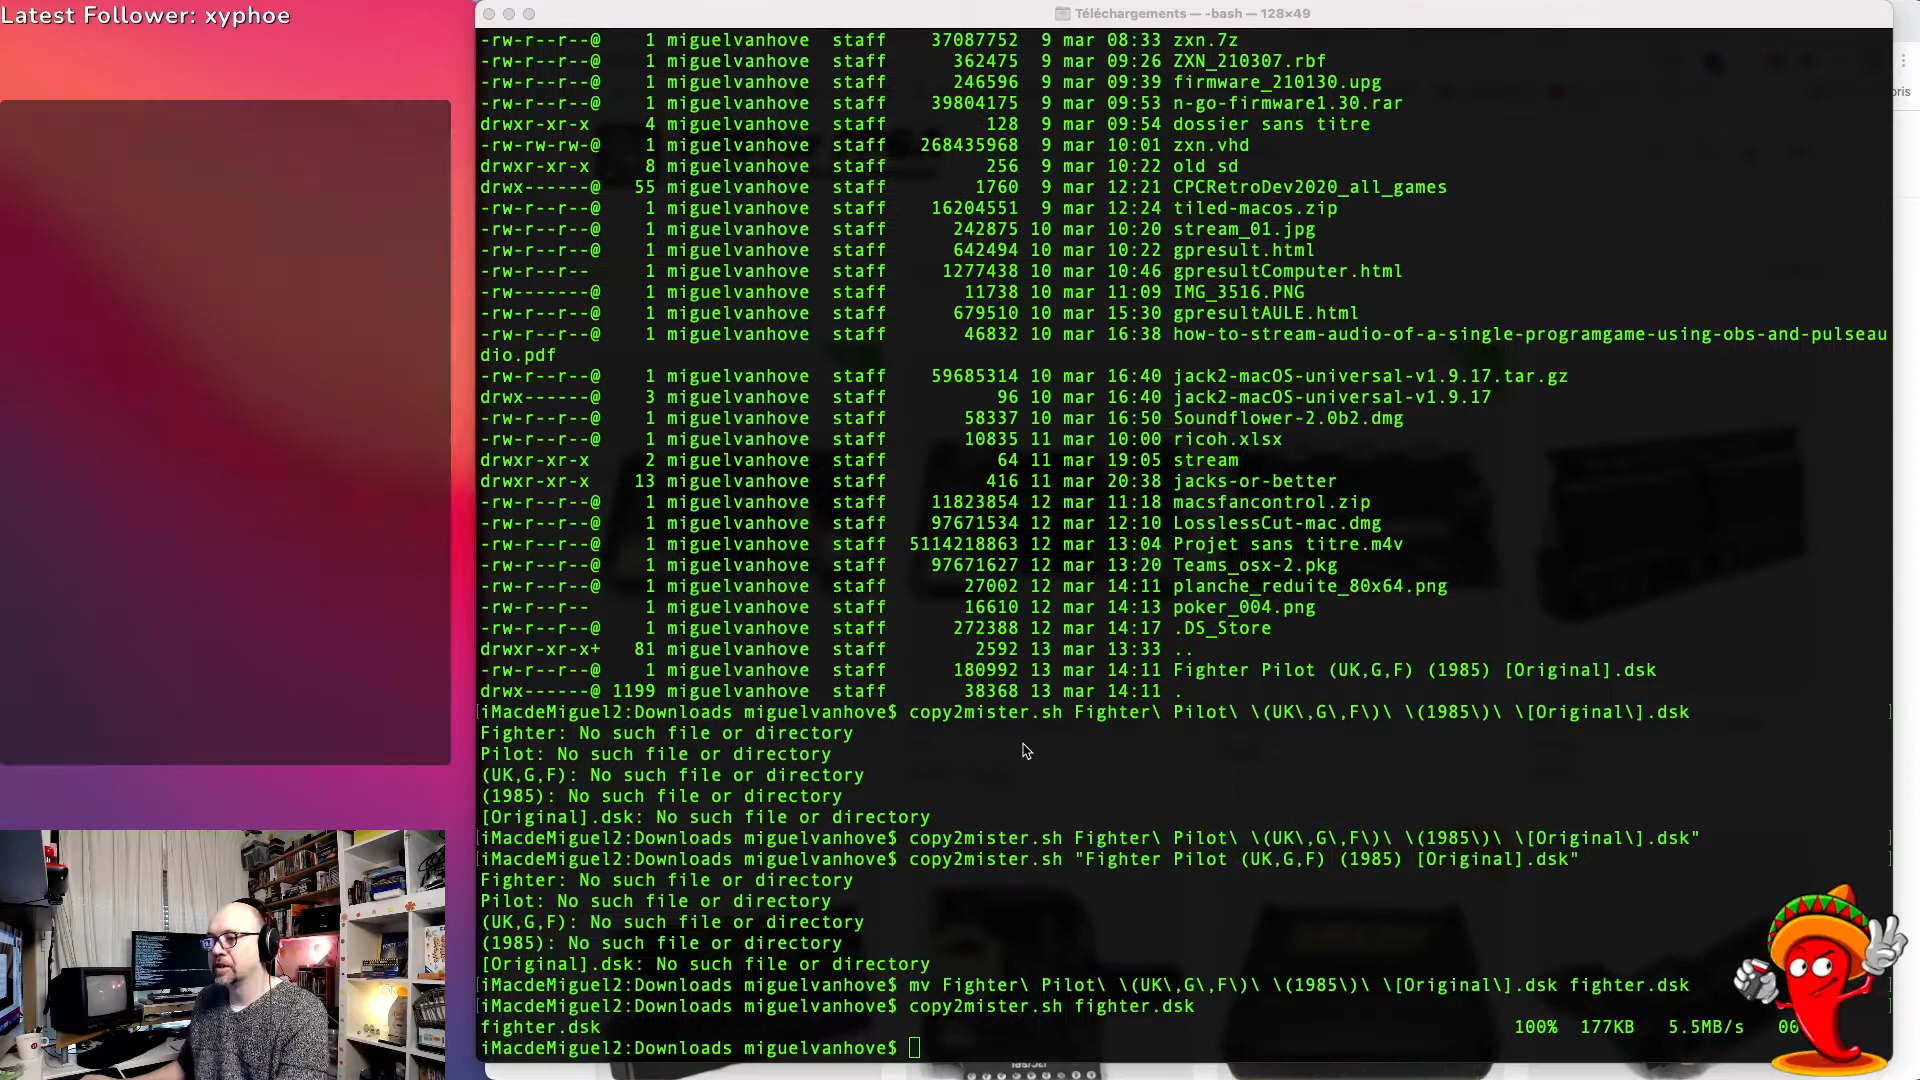 Latest Follower: xyphoe
Téléchargements — -bash — 128×49
-rw-r--r--@ 1 miguelvanhove staff 37087752 9 mar 08:33 zxn.7z
-rw-r--r--@ 1 miguelvanhove staff 362475 9 mar 09:26 ZXN_210307.rbf
-rw-r--r--@ 1 miguelvanhove staff 246596 9 mar 09:39 firmware_210130.upg
-rw-r--r--@ 1 miguelvanhove staff 39804175 9 mar 09:53 n-go-firmware1.30.rar
drwxr-xr-x 4 miguelvanhove staff 128 9 mar 09:54 dossier sans titre
-rw-rw-rw-@ 1 miguelvanhove staff 268435968 9 mar 10:01 zxn.vhd
drwxr-xr-x 8 miguelvanhove staff 256 9 mar 10:22 old sd
drwx------@ 55 miguelvanhove staff 1760 9 mar 12:21 CPCRetroDev2020_all_games
-rw-r--r--@ 1 miguelvanhove staff 16204551 9 mar 12:24 tiled-macos.zip
-rw-r--r--@ 1 miguelvanhove staff 242875 10 mar 10:20 stream_01.jpg
-rw-r--r--@ 1 miguelvanhove staff 642494 10 mar 10:22 gpresult.html
-rw-r--r-- 1 miguelvanhove staff 1277438 10 mar 10:46 gpresultComputer.html
-rw-------@ 1 miguelvanhove staff 11738 10 mar 11:09 IMG_3516.PNG
-rw-r--r--@ 1 miguelvanhove staff 679510 10 mar 15:30 gpresultAULE.html
-rw-r--r--@ 1 miguelvanhove staff 46832 10 mar 16:38 how-to-stream-audio-of-a-single-programgame-using-obs-and-pulseau
dio.pdf
-rw-r--r--@ 1 miguelvanhove staff 59685314 10 mar 16:40 jack2-macOS-universal-v1.9.17.tar.gz
drwx------@ 3 miguelvanhove staff 96 10 mar 16:40 jack2-macOS-universal-v1.9.17
-rw-r--r--@ 1 miguelvanhove staff 58337 10 mar 16:50 Soundflower-2.0b2.dmg
-rw-r--r--@ 1 miguelvanhove staff 10835 11 mar 10:00 ricoh.xlsx
drwxr-xr-x 2 miguelvanhove staff 64 11 mar 19:05 stream
drwxr-xr-x 13 miguelvanhove staff 416 11 mar 20:38 jacks-or-better
-rw-r--r--@ 1 miguelvanhove staff 11823854 12 mar 11:18 macsfancontrol.zip
-rw-r--r--@ 1 miguelvanhove staff 97671534 12 mar 12:10 LosslessCut-mac.dmg
-rw-r--r--@ 1 miguelvanhove staff 5114218863 12 mar 13:04 Projet sans titre.m4v
-rw-r--r--@ 1 miguelvanhove staff 97671627 12 mar 13:20 Teams_osx-2.pkg
-rw-r--r--@ 1 miguelvanhove staff 27002 12 mar 14:11 planche_reduite_80x64.png
-rw-r--r-- 1 miguelvanhove staff 16610 12 mar 14:13 poker_004.png
-rw-r--r--@ 1 miguelvanhove staff 272388 12 mar 14:17 .DS_Store
drwxr-xr-x+ 81 miguelvanhove staff 2592 13 mar 13:33 ..
-rw-r--r--@ 1 miguelvanhove staff 180992 13 mar 14:11 Fighter Pilot (UK,G,F) (1985) [Original].dsk
drwx------@ 1199 miguelvanhove staff 38368 13 mar 14:11 .
iMacdeMiguel2:Downloads miguelvanhove$ copy2mister.sh Fighter\ Pilot\ \(UK\,G\,F\)\ \(1985\)\ \[Original\].dsk
Fighter: No such file or directory
Pilot: No such file or directory
(UK,G,F): No such file or directory
(1985): No such file or directory
[Original].dsk: No such file or directory
iMacdeMiguel2:Downloads miguelvanhove$ copy2mister.sh Fighter\ Pilot\ \(UK\,G\,F\)\ \(1985\)\ \[Original\].dsk"
iMacdeMiguel2:Downloads miguelvanhove$ copy2mister.sh "Fighter Pilot (UK,G,F) (1985) [Original].dsk"
Fighter: No such file or directory
Pilot: No such file or directory
(UK,G,F): No such file or directory
(1985): No such file or directory
[Original].dsk: No such file or directory
iMacdeMiguel2:Downloads miguelvanhove$ mv Fighter\ Pilot\ \(UK\,G\,F\)\ \(1985\)\ \[Original\].dsk fighter.dsk
iMacdeMiguel2:Downloads miguelvanhove$ copy2mister.sh fighter.dsk
fighter.dsk 100% 177KB 5.5MB/s 00
iMacdeMiguel2:Downloads miguelvanhove$